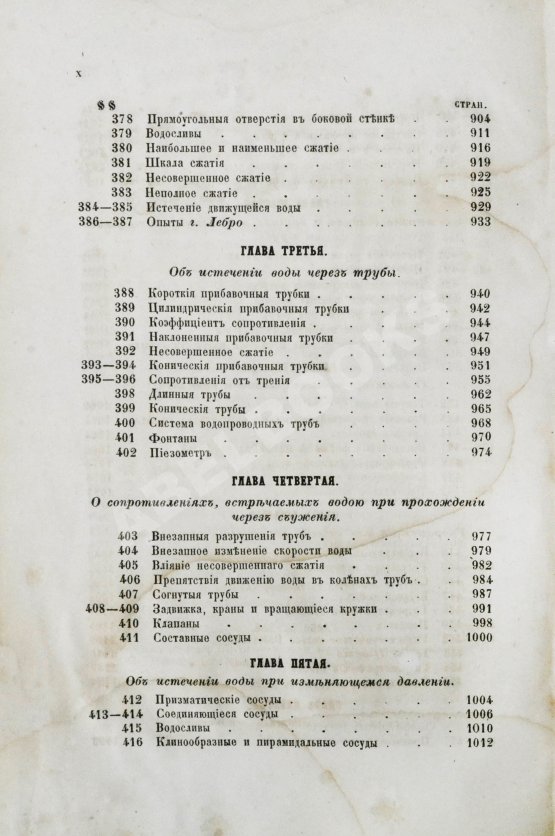 x
§§ СТРАН.
378 Прямоугольныя отверстія въ боковой стѣнкѣ . . 904
379 Водосливы . . . . . . . 911
380 Наибольшее и наименьшее сжатіе . . . . 916
381 Шкала сжатія . . . . . . 919
382 Несовершенное сжатіе . . . . . 922
383 Неполное сжатіе . . . . . . 925
384—385 Истеченіе движущейся воды . . . . 929
386—387 Опыты г. Лебро . . . . . . 933
ГЛАВА ТРЕТЬЯ.
Объ истеченіи воды черезъ трубы.
388 Короткія прибавочныя трубки . . . . . 940
389 Цилиндрическія прибавочныя трубки . . . 942
390 Коэффиціентъ сопротивленія . . . . . 944
391 Наклоненныя прибавочныя трубки . . . . 947
392 Несовершенное сжатіе . . . . . 949
393—394 Коническія прибавочныя трубки . . . . 951
395—396 Сопротивленія отъ тренія . . . . . 955
398 Длинныя трубы . . . . . . 962
399 Коническія трубы . . . . . . 965
400 Система водопроводныхъ трубъ . . . . 968
401 Фонтаны . . . . . . . 970
402 Піезометръ . . . . . . . 974
ГЛАВА ЧЕТВЕРТАЯ.
О сопротивленіяхъ, встрѣчаемыхъ водою при прохожденіи
черезъ съуженія.
403 Внезапныя разрушенія трубъ . . . . . 977
404 Внезапное измѣненіе скорости воды . . . 979
405 Вліяніе несовершеннаго сжатія . . . . 982
406 Препятствія движенію воды въ колѣнахъ трубъ . . 984
407 Согнутыя трубы . . . . . . 987
408—409 Задвижка, краны и вращающіеся кружки . . . 991
410 Клапаны . . . . . . . 998
411 Составные сосуды . . . . . . 1000
ГЛАВА ПЯТАЯ.
Объ истеченіи воды при измѣняющемся давленіи.
412 Призматическіе сосуды . . . . . 1004
413—414 Соединяющіеся сосуды . . . . . 1006
415 Водосливы . . . . . . . 1010
416 Клинообразные и пирамидальные сосуды . . . 1012